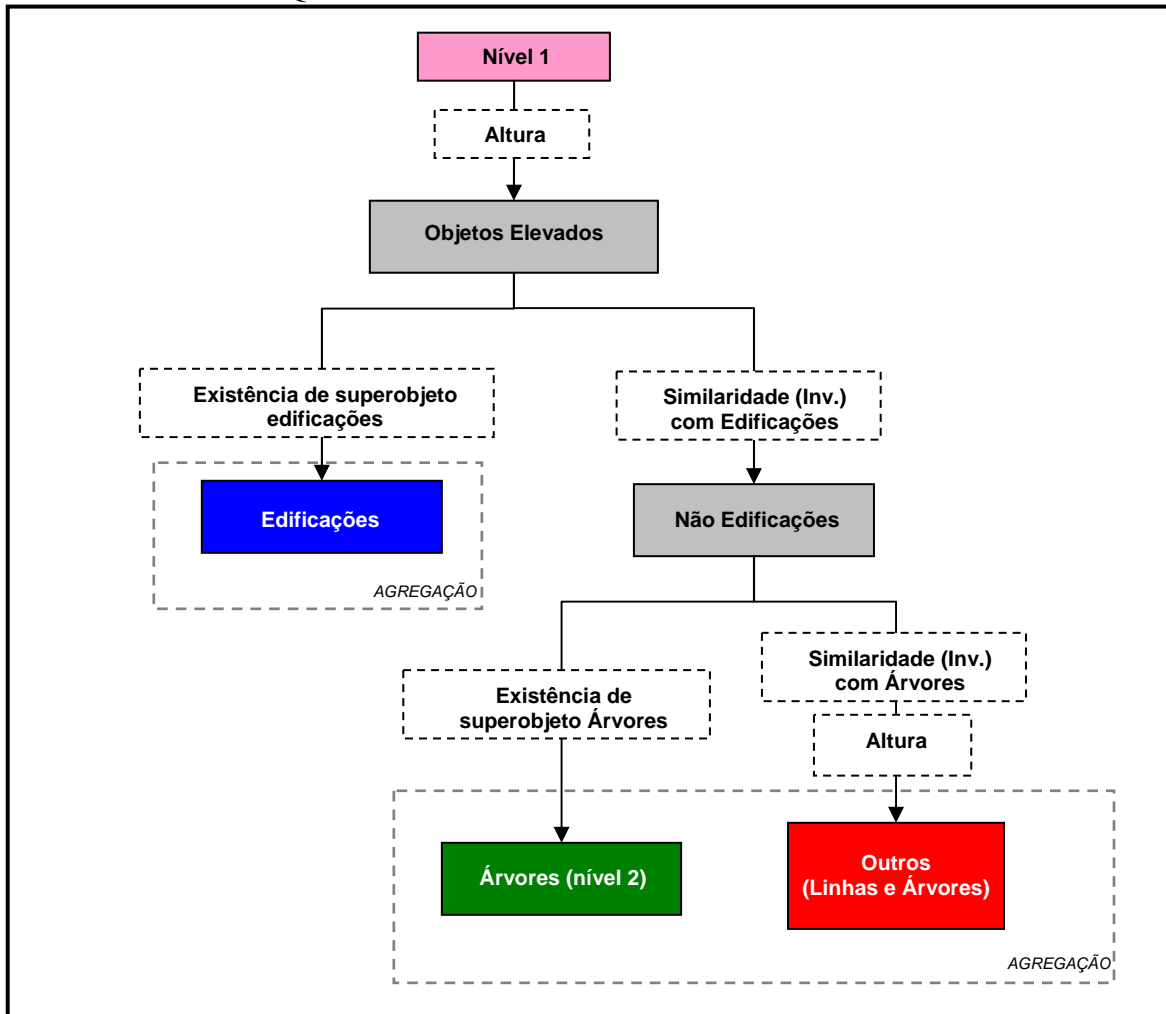 Nível 1
Altura
Objetos Elevados
Existência de superobjeto
edificações
Similaridade (Inv.)
com Edificações
Edificações
AGREGAÇÃO
Não Edificações
Existência de
superobjeto Árvores
Similaridade (Inv.)
com Árvores
Altura
Árvores (nível 2)
Outros
(Linhas e Árvores)
AGREGAÇÃO